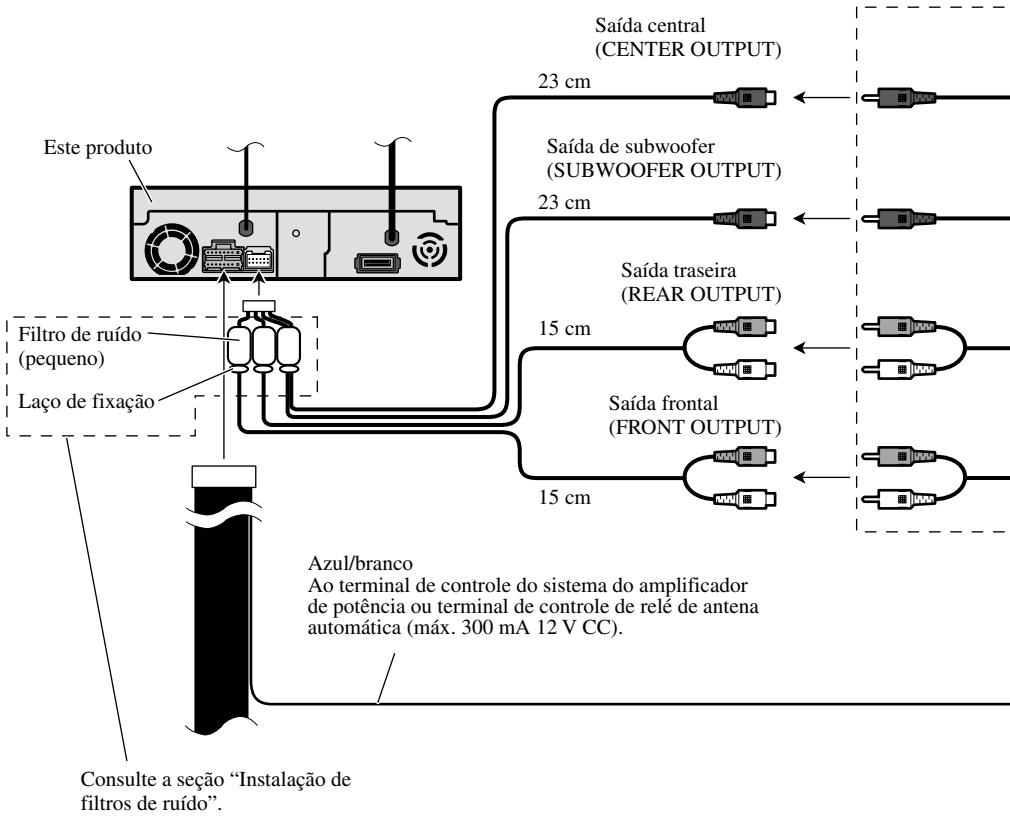 Saída central
(CENTER OUTPUT)
23 cm
Este produto
Saída de subwoofer
(SUBWOOFER OUTPUT)
23 cm
Saída traseira
(REAR OUTPUT)
15 cm
Filtro de ruído
(pequeno)
Laço de fixação
Saída frontal
(FRONT OUTPUT)
15 cm
Azul/branco
Ao terminal de controle do sistema do amplificador
de potência ou terminal de controle de relé de antena
automática (máx. 300 mA 12 V CC).
Consulte a seção “Instalação de
filtros de ruído”.